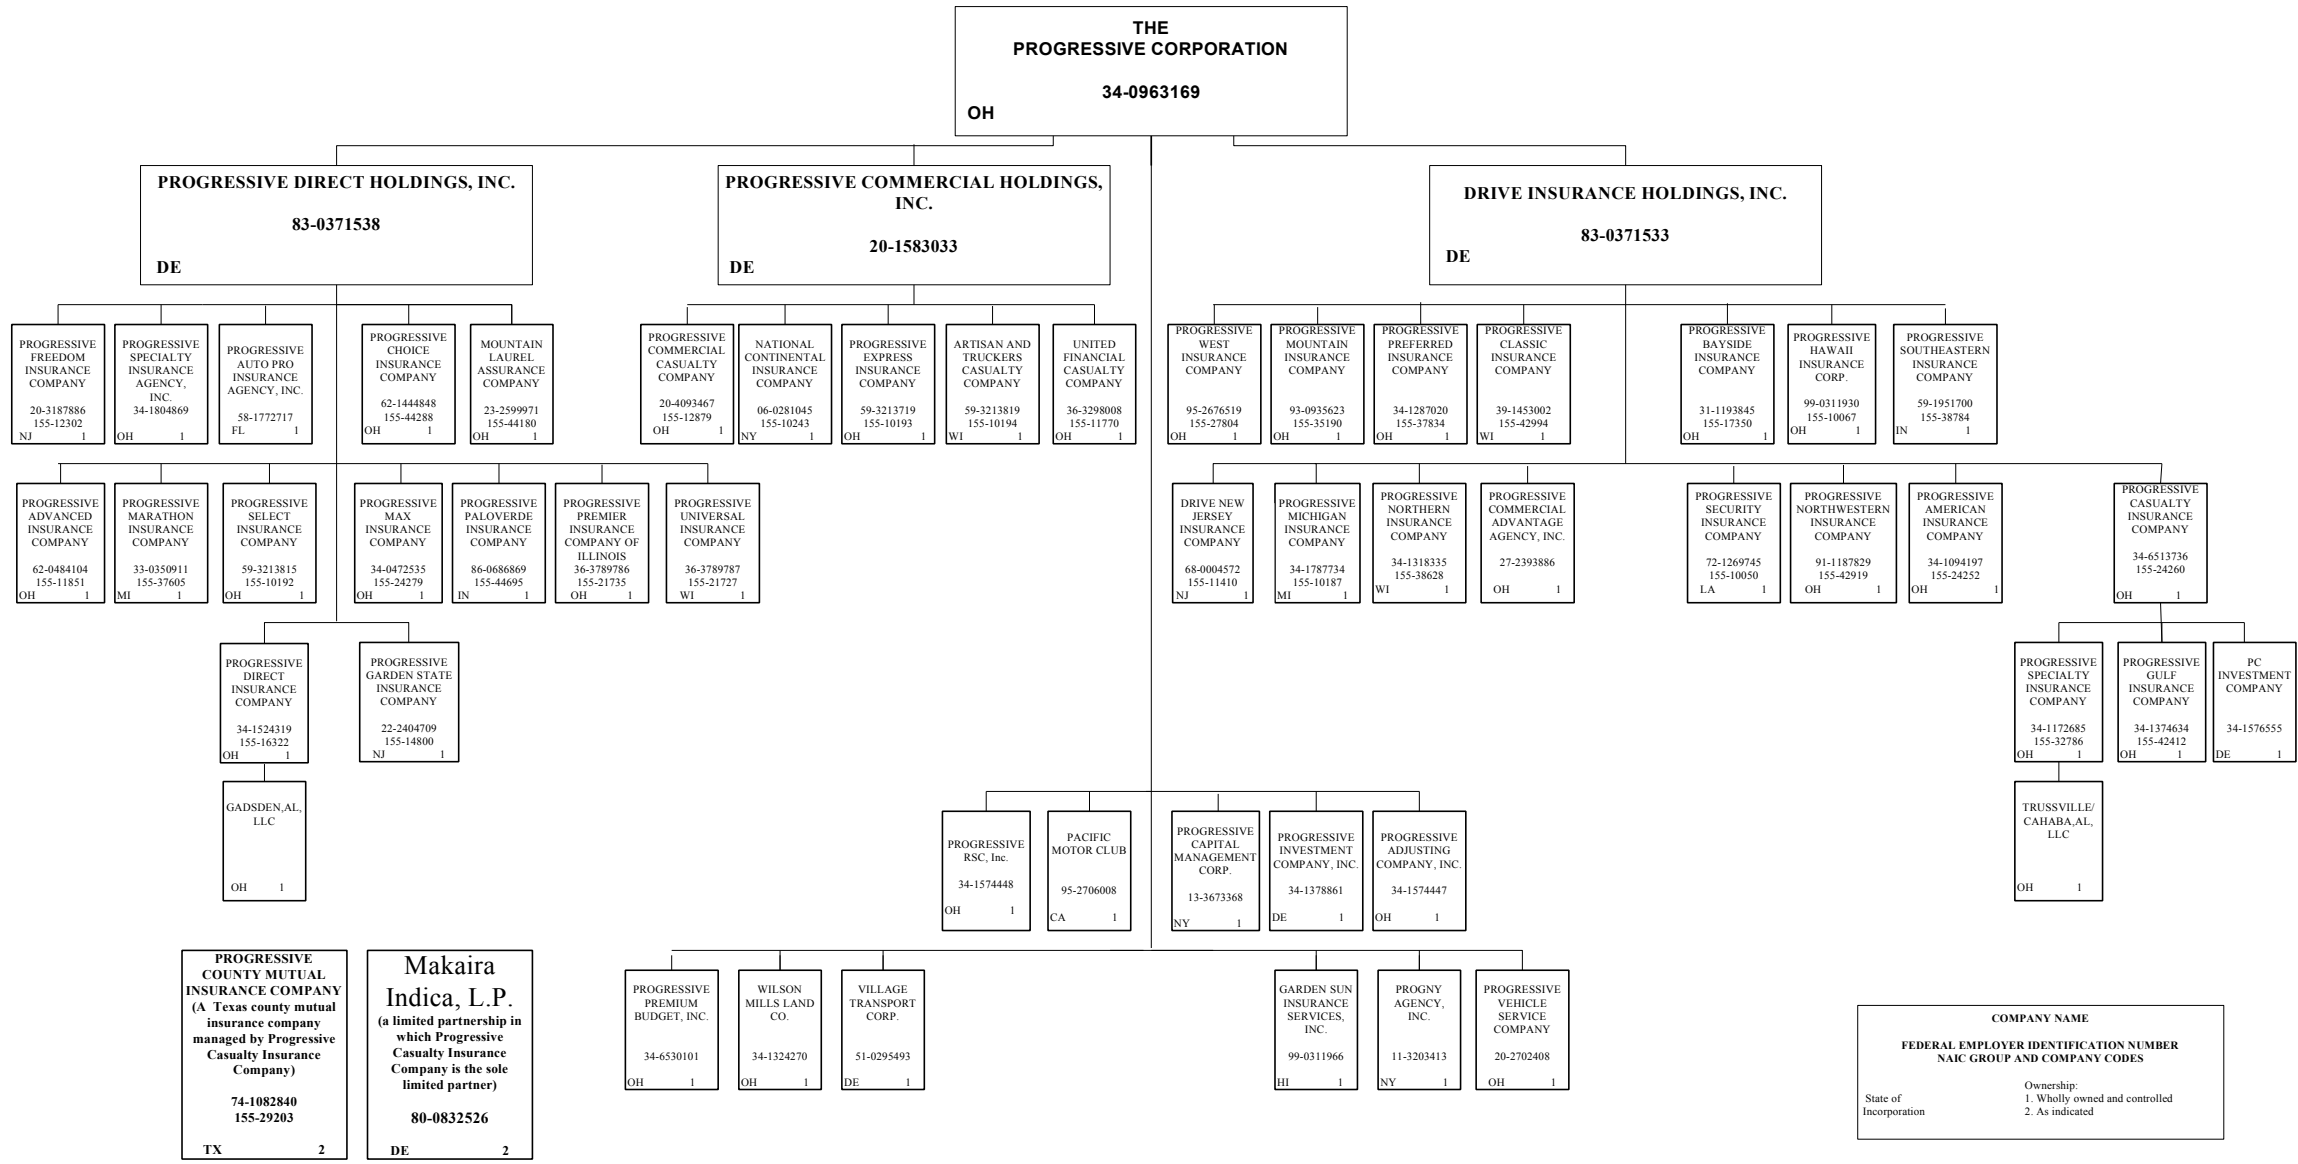 THE
PROGRESSIVE CORPORATION
34-0963169
OH
PROGRESSIVE DIRECT HOLDINGS, INC.
83-0371538
DE
PROGRESSIVE COMMERCIAL HOLDINGS,
INC.
20-1583033
DE
DRIVE INSURANCE HOLDINGS, INC.
83-0371533
DE
PROGRESSIVE
FREEDOM
INSURANCE
COMPANY
20-3187886
155-12302
NJ 1
PROGRESSIVE
SPECIALTY
INSURANCE
AGENCY,
INC.
34-1804869
OH 1
PROGRESSIVE
AUTO PRO
INSURANCE
AGENCY, INC.
58-1772717
FL 1
PROGRESSIVE
CHOICE
INSURANCE
COMPANY
62-1444848
155-44288
OH 1
MOUNTAIN
LAUREL
ASSURANCE
COMPANY
23-2599971
155-44180
OH 1
PROGRESSIVE
COMMERCIAL
CASUALTY
COMPANY
20-4093467
155-12879
OH 1
NATIONAL
CONTINENTAL
INSURANCE
COMPANY
06-0281045
155-10243
NY 1
PROGRESSIVE
EXPRESS
INSURANCE
COMPANY
59-3213719
155-10193
OH 1
ARTISAN AND
TRUCKERS
CASUALTY
COMPANY
59-3213819
155-10194
WI 1
UNITED
FINANCIAL
CASUALTY
COMPANY
36-3298008
155-11770
OH 1
PROGRESSIVE
WEST
INSURANCE
COMPANY
95-2676519
155-27804
OH 1
PROGRESSIVE
MOUNTAIN
INSURANCE
COMPANY
93-0935623
155-35190
OH 1
PROGRESSIVE
PREFERRED
INSURANCE
COMPANY
34-1287020
155-37834
OH 1
PROGRESSIVE
CLASSIC
INSURANCE
COMPANY
39-1453002
155-42994
WI 1
PROGRESSIVE
BAYSIDE
INSURANCE
COMPANY
31-1193845
155-17350
OH 1
PROGRESSIVE
HAWAII
INSURANCE
CORP.
99-0311930
155-10067
OH 1
PROGRESSIVE
SOUTHEASTERN
INSURANCE
COMPANY
59-1951700
155-38784
IN 1
PROGRESSIVE
ADVANCED
INSURANCE
COMPANY
62-0484104
155-11851
OH 1
PROGRESSIVE
MARATHON
INSURANCE
COMPANY
33-0350911
155-37605
MI 1
PROGRESSIVE
SELECT
INSURANCE
COMPANY
59-3213815
155-10192
OH 1
PROGRESSIVE
MAX
INSURANCE
COMPANY
34-0472535
155-24279
OH 1
PROGRESSIVE
PALOVERDE
INSURANCE
COMPANY
86-0686869
155-44695
IN 1
PROGRESSIVE
PREMIER
INSURANCE
COMPANY OF
ILLINOIS
36-3789786
155-21735
OH 1
PROGRESSIVE
UNIVERSAL
INSURANCE
COMPANY
36-3789787
155-21727
WI 1
DRIVE NEW
JERSEY
INSURANCE
COMPANY
68-0004572
155-11410
NJ 1
PROGRESSIVE
MICHIGAN
INSURANCE
COMPANY
34-1787734
155-10187
MI 1
PROGRESSIVE
NORTHERN
INSURANCE
COMPANY
34-1318335
155-38628
WI 1
PROGRESSIVE
COMMERCIAL
ADVANTAGE
AGENCY, INC.
27-2393886
OH 1
PROGRESSIVE
SECURITY
INSURANCE
COMPANY
72-1269745
155-10050
LA 1
PROGRESSIVE
NORTHWESTERN
INSURANCE
COMPANY
91-1187829
155-42919
OH 1
PROGRESSIVE
AMERICAN
INSURANCE
COMPANY
34-1094197
155-24252
OH 1
PROGRESSIVE
CASUALTY
INSURANCE
COMPANY
34-6513736
155-24260
OH 1
PROGRESSIVE
DIRECT
INSURANCE
COMPANY
34-1524319
155-16322
OH 1
PROGRESSIVE
GARDEN STATE
INSURANCE
COMPANY
22-2404709
155-14800
NJ 1
PROGRESSIVE
SPECIALTY
INSURANCE
COMPANY
34-1172685
155-32786
OH 1
PROGRESSIVE
GULF
INSURANCE
COMPANY
34-1374634
155-42412
OH 1
PC
INVESTMENT
COMPANY
34-1576555
DE 1
GADSDEN,AL,
LLC
OH 1
TRUSSVILLE/
CAHABA,AL,
LLC
OH 1
PROGRESSIVE
RSC, Inc.
34-1574448
OH 1
PACIFIC
MOTOR CLUB
95-2706008
CA 1
PROGRESSIVE
CAPITAL
MANAGEMENT
CORP.
13-3673368
NY 1
PROGRESSIVE
INVESTMENT
COMPANY, INC.
34-1378861
DE 1
PROGRESSIVE
ADJUSTING
COMPANY, INC.
34-1574447
OH 1
PROGRESSIVE
COUNTY MUTUAL
INSURANCE COMPANY
(A Texas county mutual
insurance company
managed by Progressive
Casualty Insurance
Company)
74-1082840
155-29203
TX 2
Makaira
Indica, L.P.
(a limited partnership in
which Progressive
Casualty Insurance
Company is the sole
limited partner)
80-0832526
DE 2
PROGRESSIVE
PREMIUM
BUDGET, INC.
34-6530101
OH 1
WILSON
MILLS LAND
CO.
34-1324270
OH 1
VILLAGE
TRANSPORT
CORP.
51-0295493
DE 1
GARDEN SUN
INSURANCE
SERVICES,
INC.
99-0311966
HI 1
PROGNY
AGENCY,
INC.
11-3203413
NY 1
PROGRESSIVE
VEHICLE
SERVICE
COMPANY
20-2702408
OH 1
COMPANY NAME
FEDERAL EMPLOYER IDENTIFICATION NUMBER
NAIC GROUP AND COMPANY CODES
Ownership:
State of 1. Wholly owned and controlled
Incorporation 2. As indicated